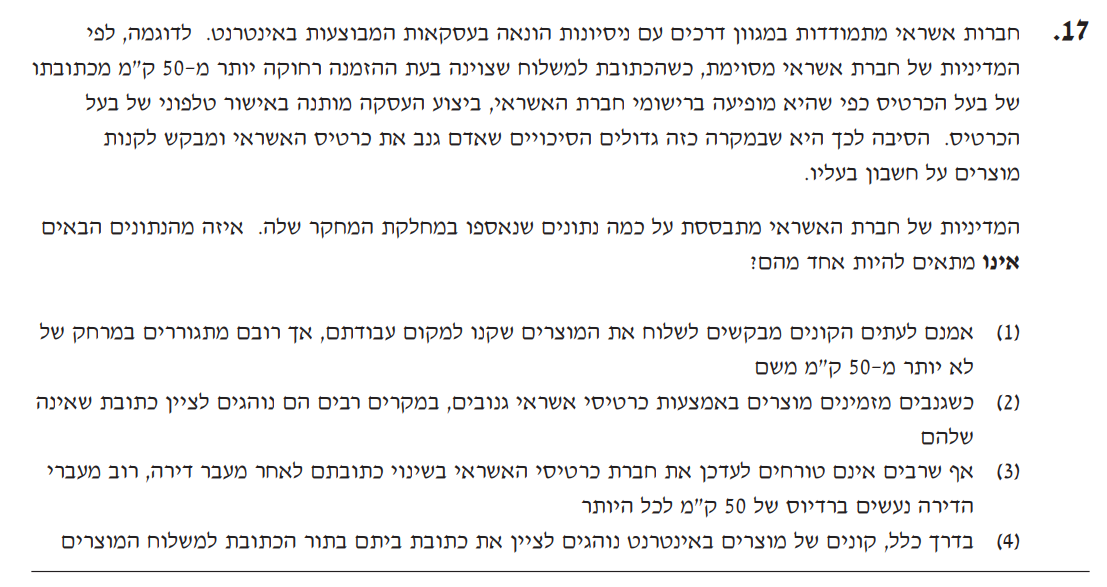 17. חברות אשראי מתמודדות במגוון דרכים עם ניסיונות הונאה בעסקאות המבוצעות באינטרנט. לדוגמה, לפי
המדיניות של חברת אשראי מסוימת, כשהכתובת למשלוח שצוינה בעת ההזמנה רחוקה יותר מ-50 ק"מ מכתובתו
של בעל הכרטיס כפי שהיא מופיעה ברישומי חברת האשראי, ביצוע העסקה מותנה באישור טלפוני של בעל
הכרטיס. הסיבה לכך היא שבמקרה כזה גדולים הסיכויים שאדם גנב את כרטיס האשראי ומבקש לקנות
מוצרים על חשבון בעליו.
המדיניות של חברת האשראי מתבססת על כמה נתונים שנאספו במחלקת המחקר שלה. איזה מהנתונים הבאים
אינו מתאים להיות אחד מהם?
(1) אמנם לעתים הקונים מבקשים לשלוח את המוצרים שקנו למקום עבודתם, אך רובם מתגוררים במרחק של
לא יותר מ-50 ק"מ משם
(2) כשגנבים מזמינים מוצרים באמצעות כרטיסי אשראי גנובים, במקרים רבים הם נוהגים לציין כתובת שאינה
שלהם
(3) אף שרבים אינם טורחים לעדכן את חברת כרטיסי האשראי בשינוי כתובתם לאחר מעבר דירה, רוב מעברי
הדירה נעשים ברדיוס של 50 ק"מ לכל היותר
(4) בדרך כלל, קונים של מוצרים באינטרנט נוהגים לציין את כתובת ביתם בתור הכתובת למשלוח המוצרים